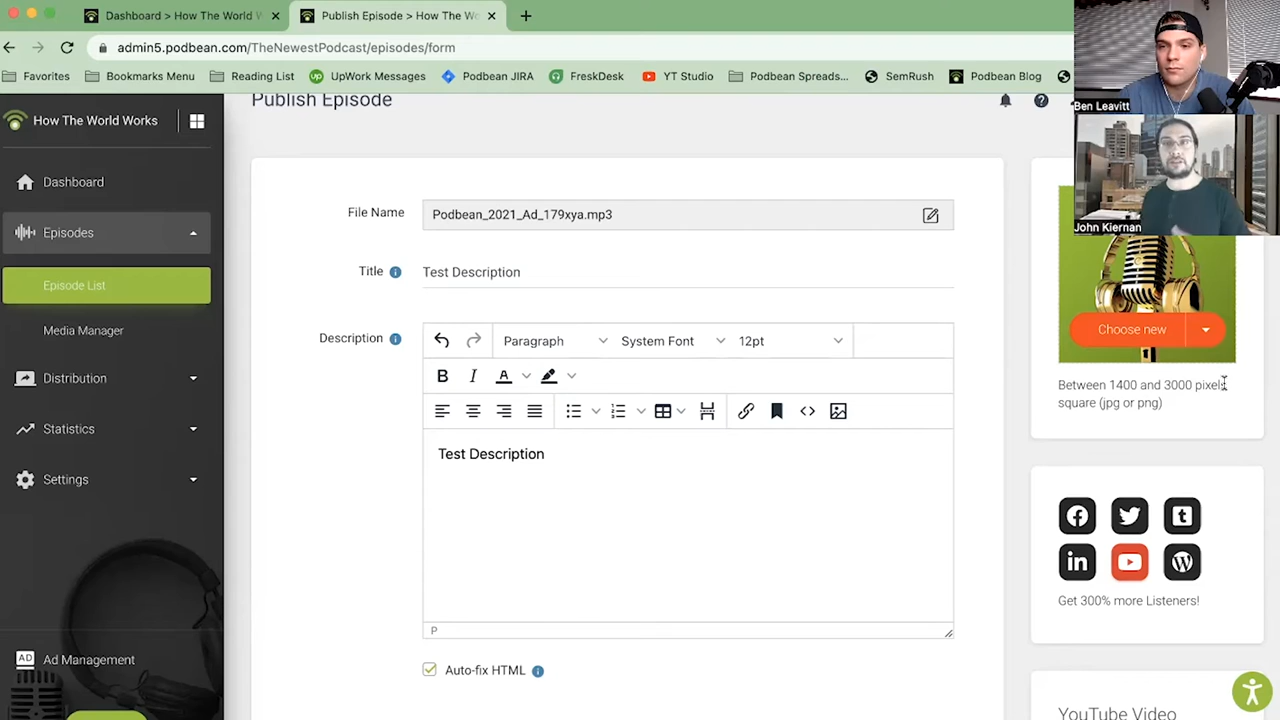 Dashboard > How The World W
Publish Episode > How The Wo
admin5.podbean.com/TheNewestPodcast/episodes/form
Favorites
Bookmarks Menu
Reading List
up
UpWork Messages
Podbean JIRA
FreskDesk
YT Studio
Podbean Spreads...
SemRush
Podbean Blog
Ben Leavitt
John Kiernan
How The World Works
Dashboard
Episodes
Episode List
Media Manager
Distribution
Statistics
Settings
AD Ad Management
Publish Episode
File Name
Podbean_2021_Ad_179xya.mp3
Title
Test Description
Description
Paragraph
System Font
12pt
B I A
Test Description
P
Auto-fix HTML
Choose new
Between 1400 and 3000 pixels
square (jpg or png)
Get 300% more Listeners!
YouTube Video